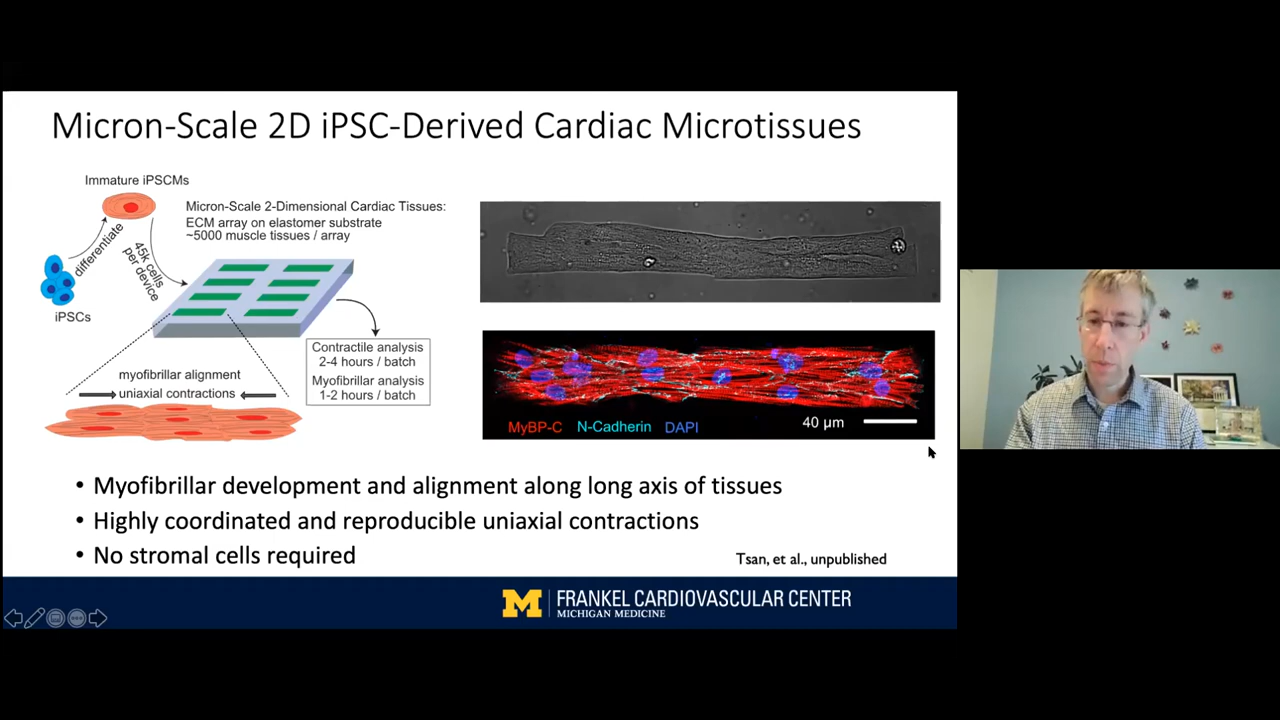 Micron-Scale 2D iPSC-Derived Cardiac Microtissues
Immature iPSCMs
differentiate
45k cells
per device
iPSCs
Micron-Scale 2-Dimensional Cardiac Tissues:
ECM array on elastomer substrate
~5000 muscle tissues / array
Contractile analysis
2-4 hours / batch
Myofibrillar analysis
1-2 hours / batch
myofibrillar alignment
uniaxial contractions
MyBP-C N-Cadherin DAPI
40 µm
• Myofibrillar development and alignment along long axis of tissues
• Highly coordinated and reproducible uniaxial contractions
• No stromal cells required
Tsan, et al., unpublished
M FRANKEL CARDIOVASCULAR CENTER
MICHIGAN MEDICINE